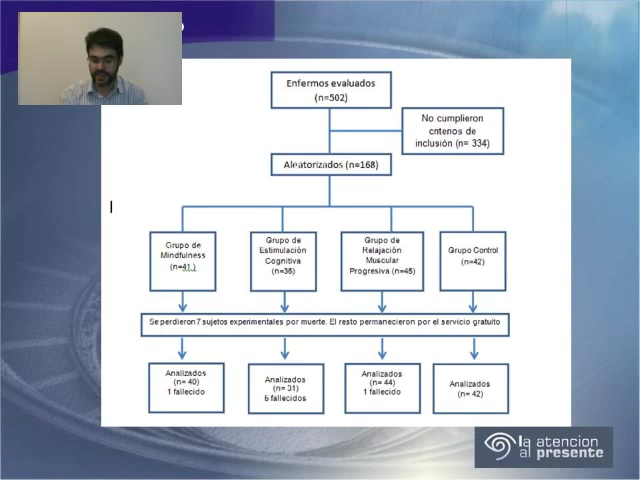 Enfermos evaluados
(n=502)
No cumplieron
criterios de
inclusión (n= 334)
Aleatorizados (n=168)
Grupo de
Mindfulness
(n=41.)
Grupo de
Estimulación
Cognitiva
(n=36)
Grupo de
Relajación
Muscular
Progresiva (n=45)
Grupo Control
(n=42)
Se perdieron 7 sujetos experimentales por muerte. El resto permanecieron por el servicio gratuito
Analizados
(n= 40)
1 fallecido
Analizados
(n= 31)
5 fallecidos
Analizados
(n= 44)
1 fallecido
Analizados
(n= 42)
la atencion
al presente